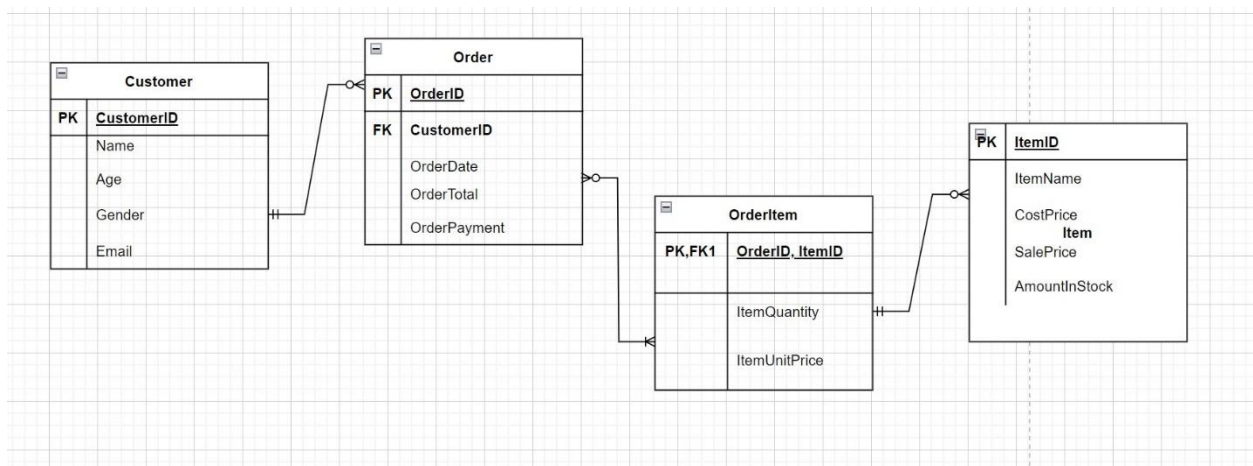 Customer
PK CustomerID
Name
Age
Gender
Email
Order
PK OrderID
FK CustomerID
OrderDate
OrderTotal
OrderPayment
OrderItem
PK,FK1 OrderID, ItemID
ItemQuantity
ItemUnitPrice
PK ItemID
ItemName
CostPrice
Item
SalePrice
AmountInStock